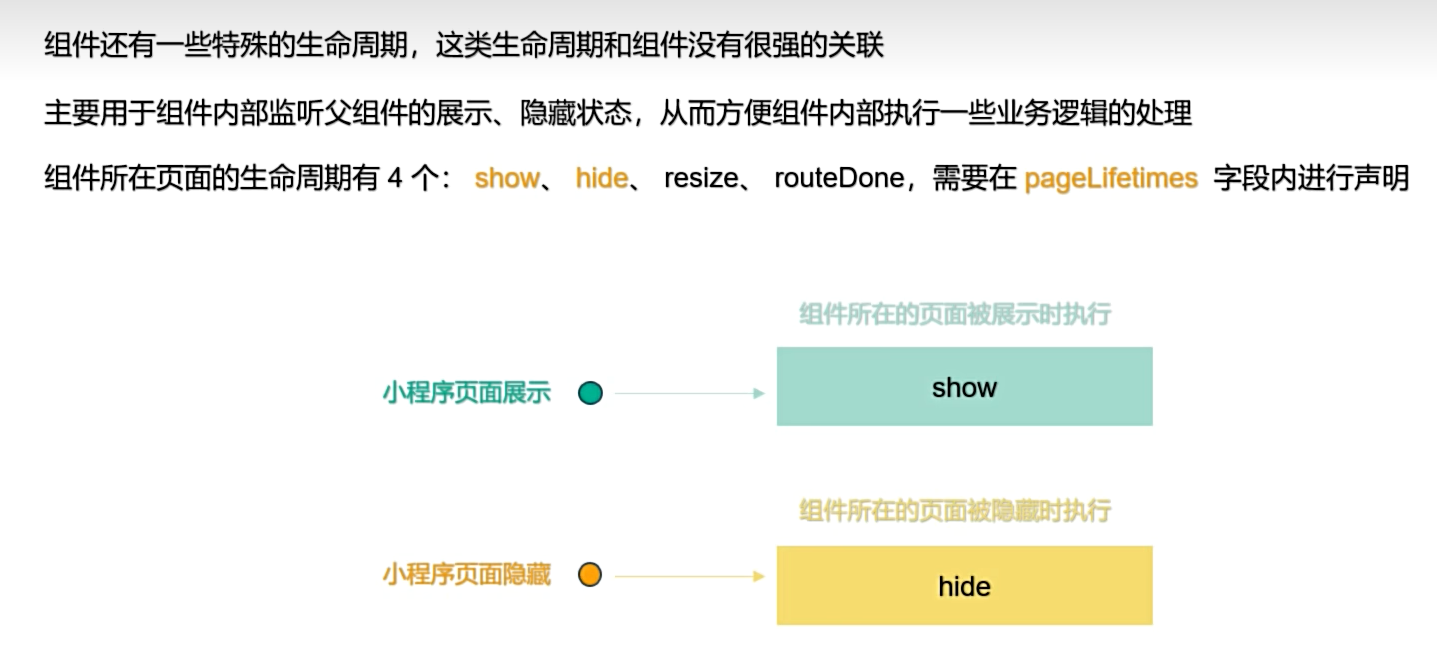 组件还有一些特殊的生命周期，这类生命周期和组件没有很强的关联
主要用于组件内部监听父组件的展示、隐藏状态，从而方便组件内部执行一些业务逻辑的处理
组件所在页面的生命周期有 4 个： show、 hide、 resize、 routeDone，需要在 pageLifetimes 字段内进行声明
组件所在的页面被展示时执行
小程序页面展示
show
组件所在的页面被隐藏时执行
小程序页面隐藏
hide